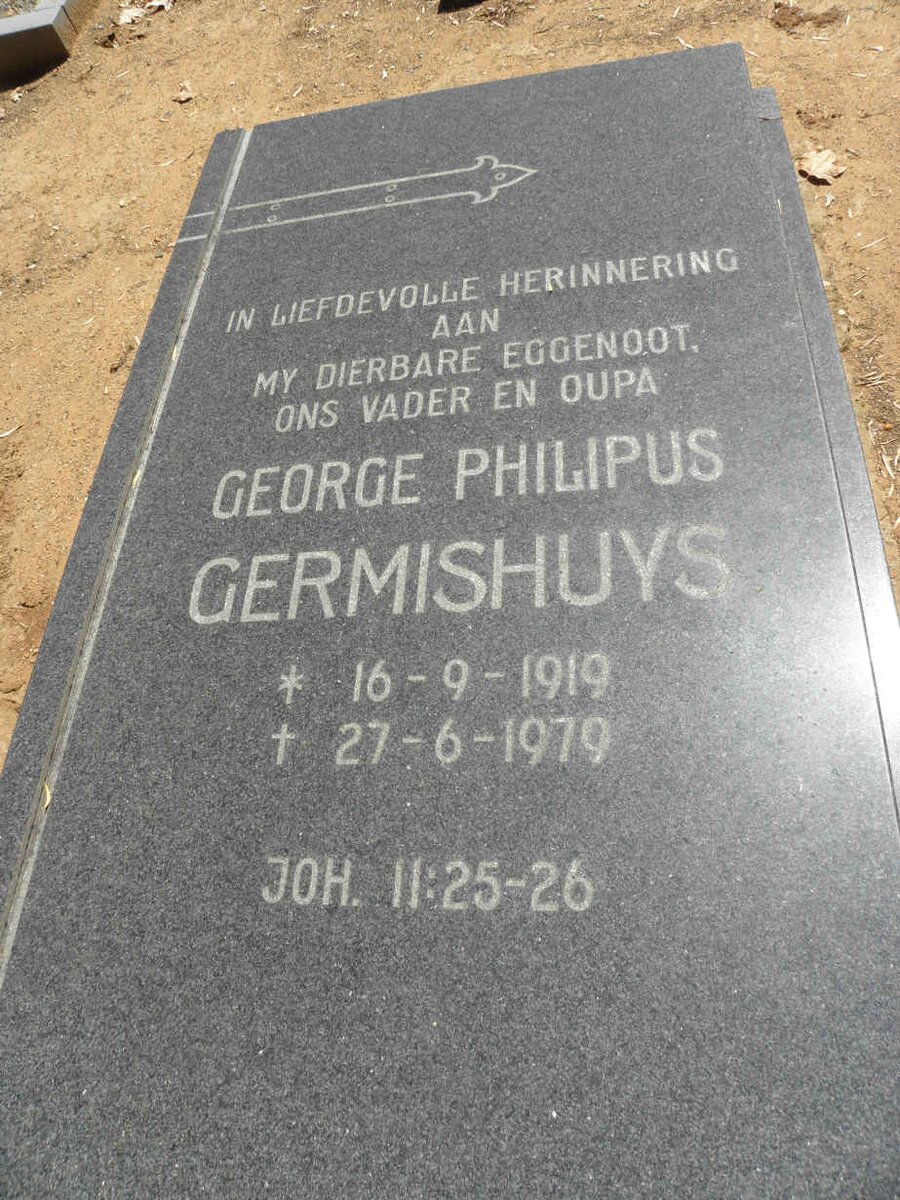 IN LIEFDEVOLLE HERINNERING
AAN
MY DIERBARE EGGENOOT,
ONS VADER EN OUPA
GEORGE PHILIPUS
GERMISHUYS
* 16-9-1919
† 27-6-1979
JOH. 11:25-26